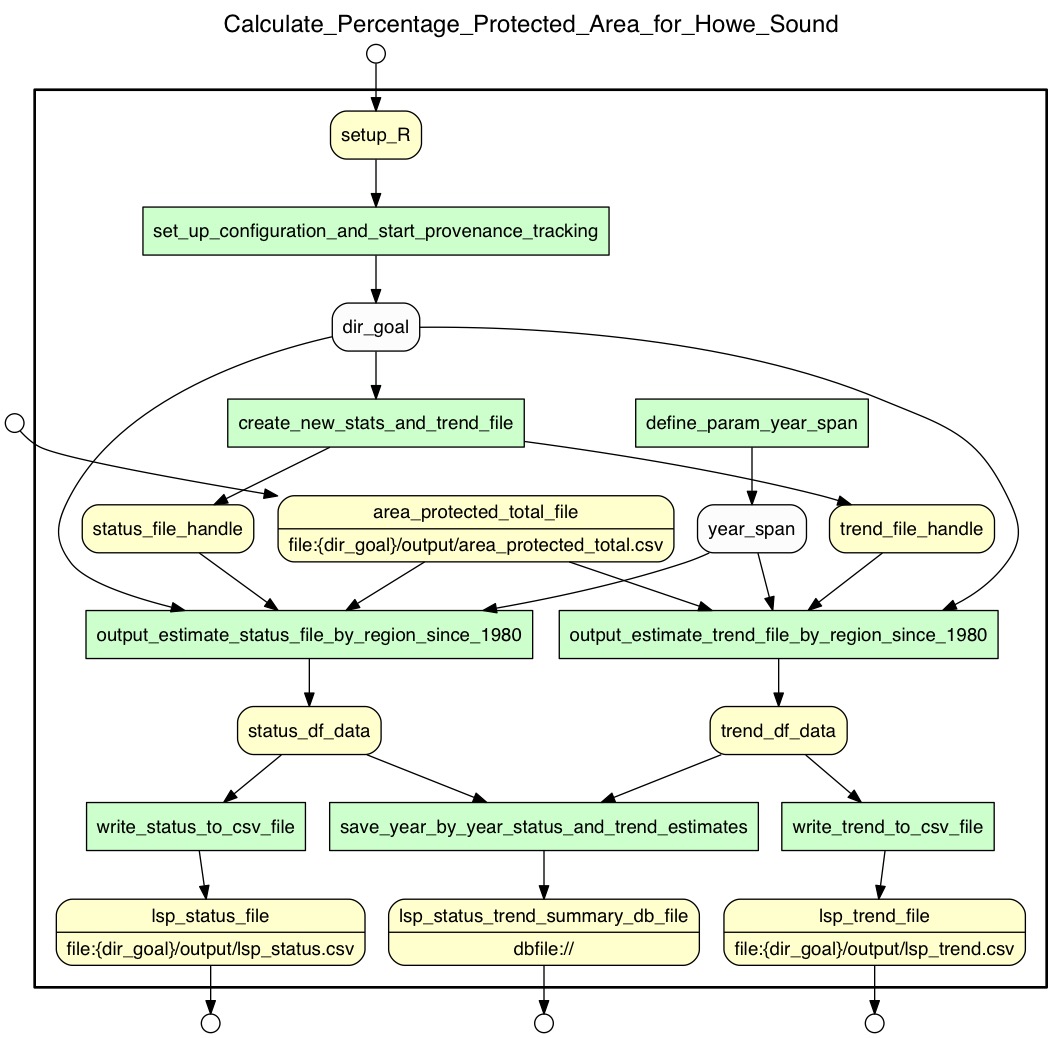 Calculate_Percentage_Protected_Area_for_Howe_Sound
setup_R
set_up_configuration_and_start_provenance_tracking
dir_goal
create_new_stats_and_trend_file
define_param_year_span
status_file_handle
area_protected_total_file
file:{dir_goal}/output/area_protected_total.csv
year_span
trend_file_handle
output_estimate_status_file_by_region_since_1980
output_estimate_trend_file_by_region_since_1980
status_df_data
trend_df_data
write_status_to_csv_file
save_year_by_year_status_and_trend_estimates
write_trend_to_csv_file
lsp_status_file
file:{dir_goal}/output/lsp_status.csv
lsp_status_trend_summary_db_file
dbfile://
lsp_trend_file
file:{dir_goal}/output/lsp_trend.csv